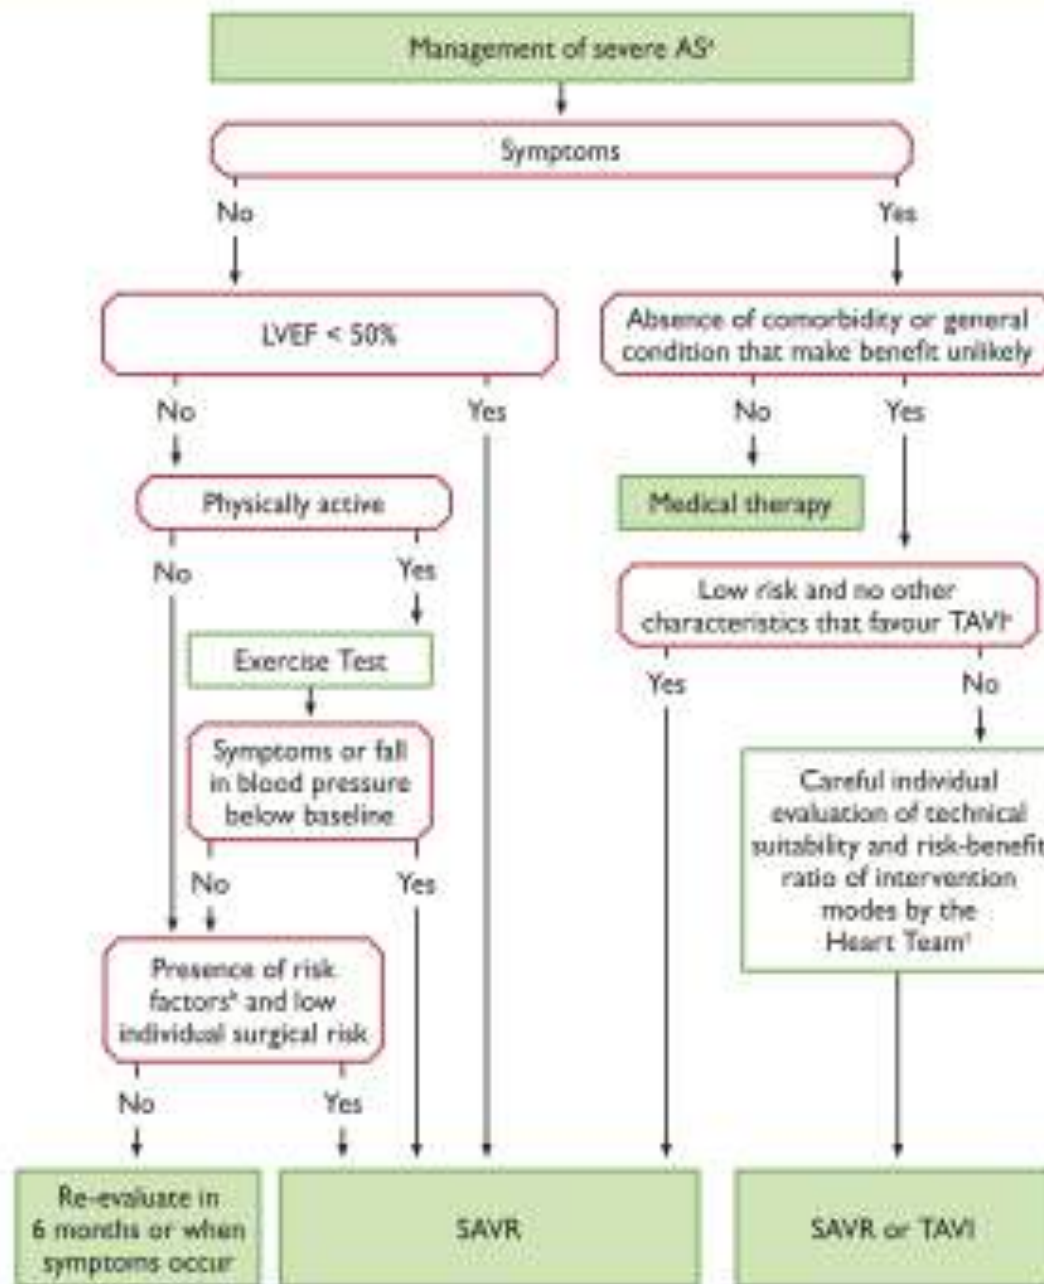 Management of severe ASᵃ
Symptoms
No
Yes
LVEF < 50%
Absence of comorbidity or general
condition that make benefit unlikely
No
Yes
No
Yes
Physically active
Medical therapy
No
Yes
Low risk and no other
characteristics that favour TAVI
Exercise Test
Yes
No
Symptoms or fall
in blood pressure
below baseline
Careful individual
evaluation of technical
suitability and risk-benefit
ratio of intervention
modes by the
Heart Team
No
Yes
Presence of risk
factorsᵇ and low
individual surgical risk
No
Yes
Re-evaluate in
6 months or when
symptoms occur
SAVR
SAVR or TAVI